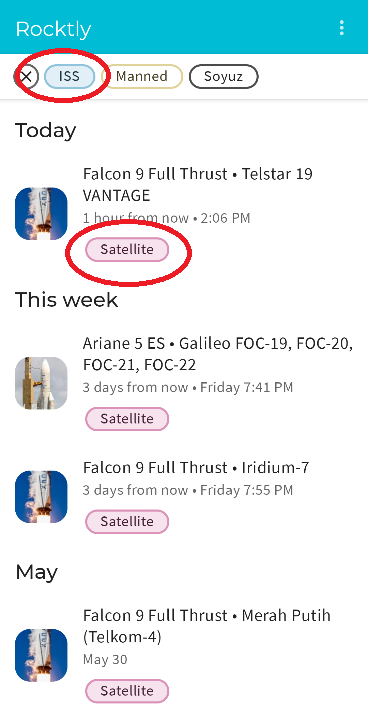 Rocktly
ISS
Manned
Soyuz
Today
Falcon 9 Full Thrust • Telstar 19
VANTAGE
1 hour from now • 2:06 PM
Satellite
This week
Ariane 5 ES • Galileo FOC-19, FOC-20,
FOC-21, FOC-22
3 days from now • Friday 7:41 PM
Satellite
Falcon 9 Full Thrust • Iridium-7
3 days from now • Friday 7:55 PM
Satellite
May
Falcon 9 Full Thrust • Merah Putih
(Telkom-4)
May 30
Satellite